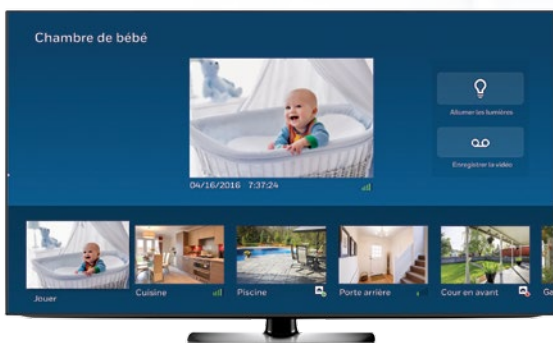 Chambre de bébé
Allumer les lumières
04/16/2016 7:37:24
Enregistrer la vidéo
Jouer
Cuisine
Piscine
Porte arrière
Cour en avant
Ga